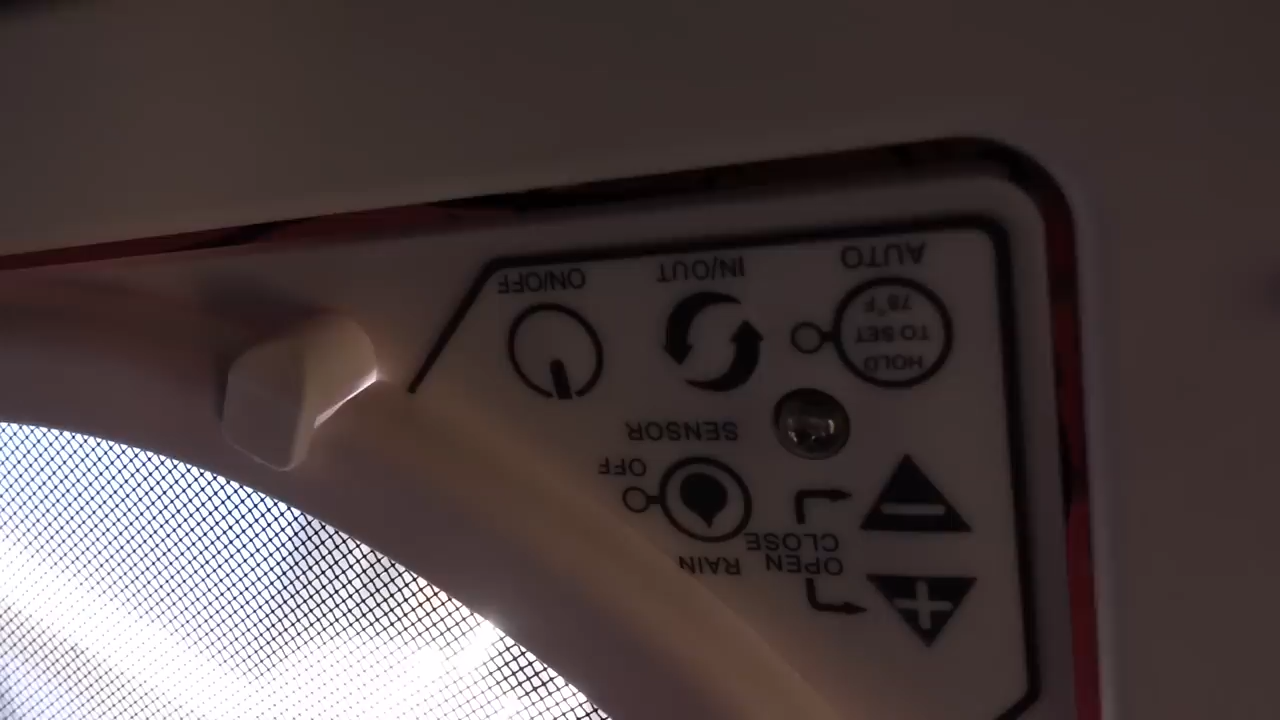 OPEN
CLOSE
RAIN
OFF
SENSOR
HOLD
TO SET
78°F
AUTO
IN/OUT
ON/OFF